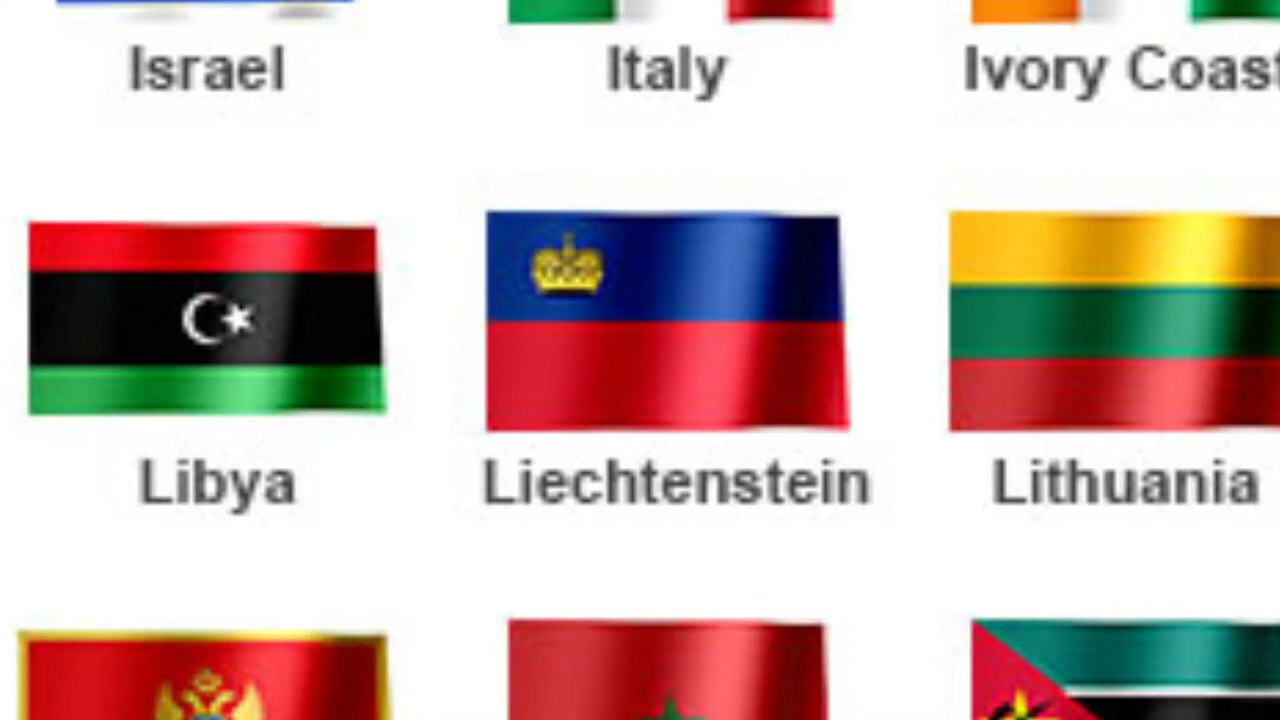 Israel
Italy
Ivory Coast
Libya
Liechtenstein
Lithuania